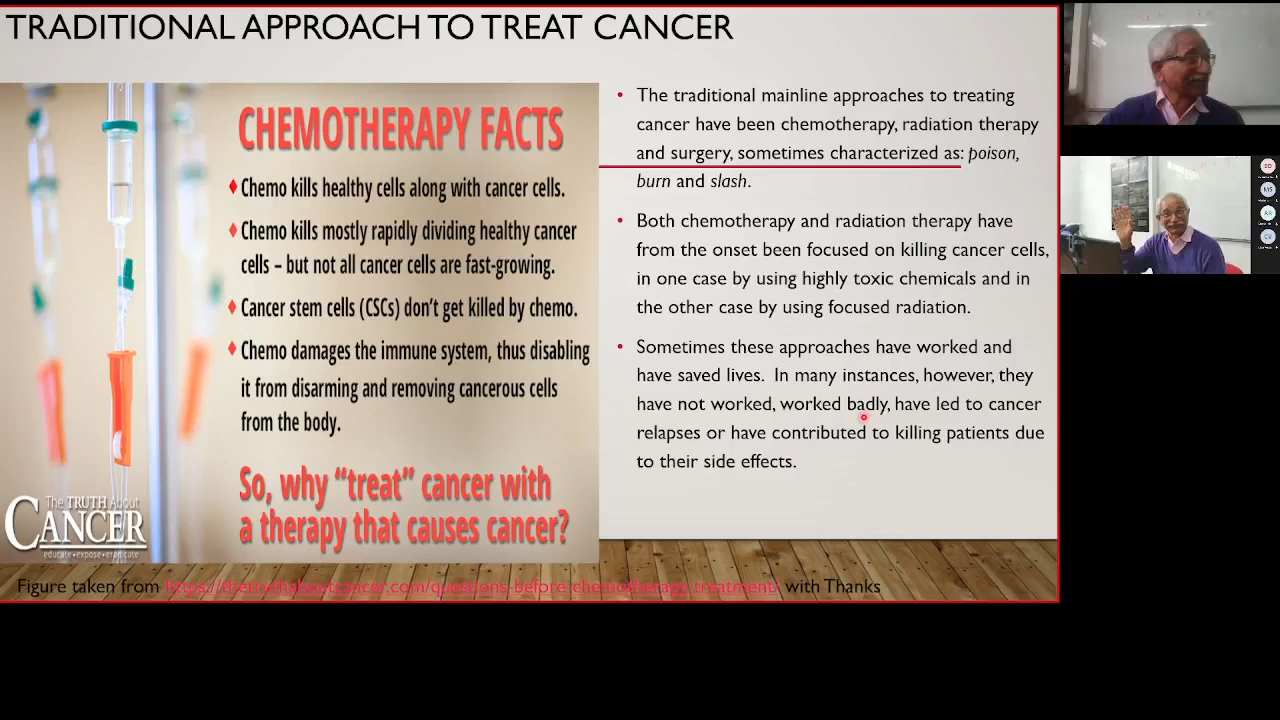 TRADITIONAL APPROACH TO TREAT CANCER
CHEMOTHERAPY FACTS
Chemo kills healthy cells along with cancer cells.
Chemo kills mostly rapidly dividing healthy cancer
cells – but not all cancer cells are fast-growing.
Cancer stem cells (CSCs) don't get killed by chemo.
Chemo damages the immune system, thus disabling
it from disarming and removing cancerous cells
from the body.
So, why “treat” cancer with
a therapy that causes cancer?
The TRUTH About
CANCER
educate•expose•eradicate
• The traditional mainline approaches to treating
cancer have been chemotherapy, radiation therapy
and surgery, sometimes characterized as: poison,
burn and slash.
• Both chemotherapy and radiation therapy have
from the onset been focused on killing cancer cells,
in one case by using highly toxic chemicals and in
the other case by using focused radiation.
• Sometimes these approaches have worked and
have saved lives. In many instances, however, they
have not worked, worked badly, have led to cancer
relapses or have contributed to killing patients due
to their side effects.
Figure taken from https://thetruthaboutcancer.com/questions-before-chemotherapy-treatment/ with Thanks
MS
AR
CV